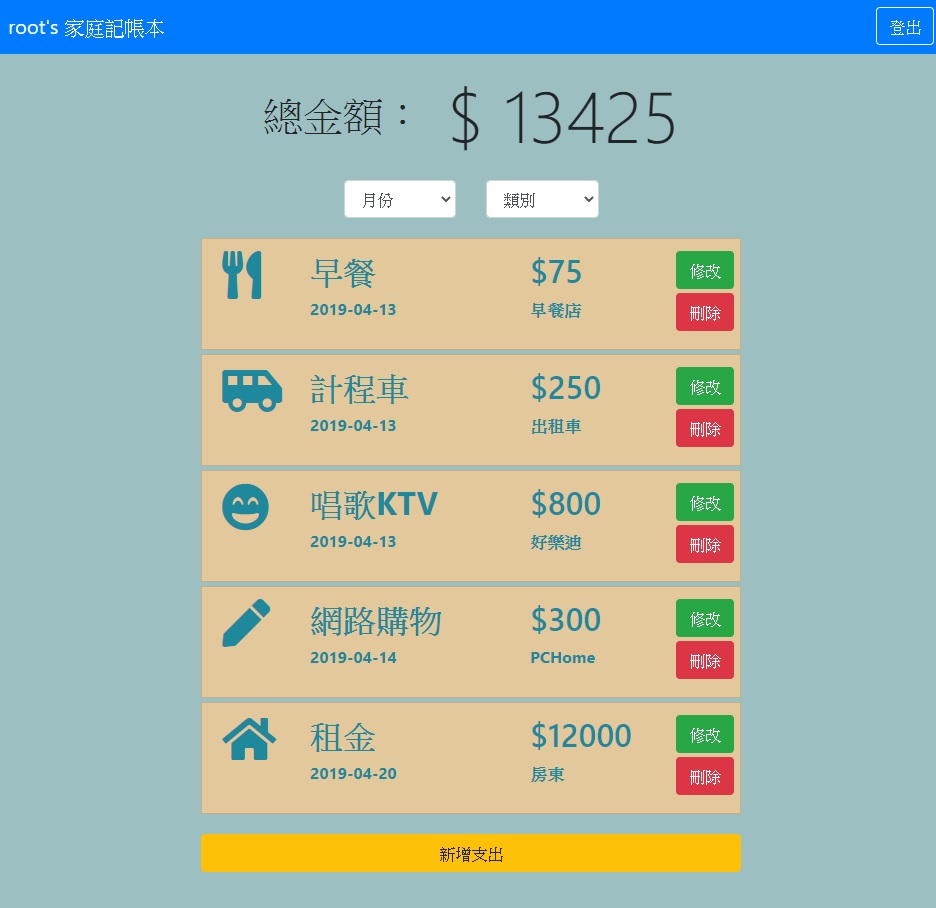 root's 家庭記帳本 登出
總金額： $ 13425
月份 類別
早餐 $75 修改
2019-04-13 早餐店 刪除
計程車 $250 修改
2019-04-13 出租車 刪除
唱歌KTV $800 修改
2019-04-13 好樂迪 刪除
網路購物 $300 修改
2019-04-14 PCHome 刪除
租金 $12000 修改
2019-04-20 房東 刪除
新增支出